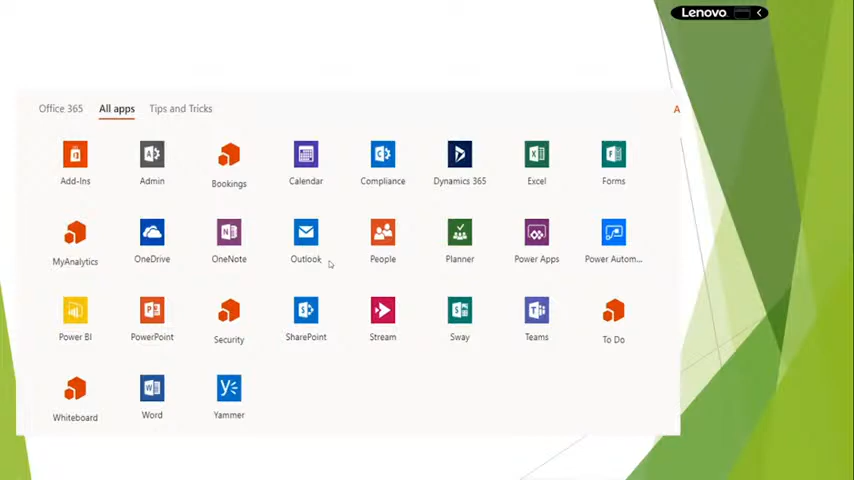 Lenovo
Office 365 All apps Tips and Tricks A
Add-Ins Admin Bookings Calendar Compliance Dynamics 365 Excel Forms
MyAnalytics OneDrive OneNote Outlook People Planner Power Apps Power Autom...
Power BI PowerPoint Security SharePoint Stream Sway Teams To Do
Whiteboard Word Yammer